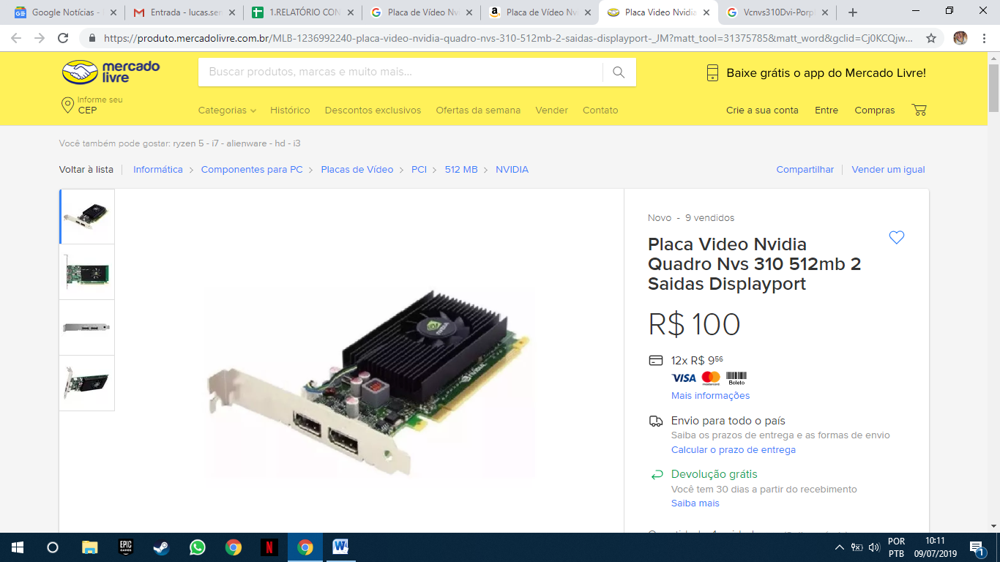 Google Notícias -
Entrada - lucas.sen
1.RELATÓRIO CON
Placa de Vídeo Nv
Placa de Vídeo Nv
Placa Video Nvidia
Vcnvs310Dvi-Porp
https://produto.mercadolivre.com.br/MLB-1236992240-placa-video-nvidia-quadro-nvs-310-512mb-2-saidas-displayport-_JM?matt_tool=31375785&matt_word&gclid=Cj0KCQjw...
mercado
livre
Buscar produtos, marcas e muito mais...
Baixe grátis o app do Mercado Livre!
Informe seu
CEP
Categorias Histórico Descontos exclusivos Ofertas da semana Vender Contato
Crie a sua conta Entre Compras
Você também pode gostar: ryzen 5 - i7 - alienware - hd - i3
Voltar à lista Informática > Componentes para PC > Placas de Vídeo > PCI > 512 MB > NVIDIA
Compartilhar Vender um igual
Novo - 9 vendidos
Placa Video Nvidia
Quadro Nvs 310 512mb 2
Saidas Displayport
R$ 100
12x R$ 9⁵⁶
VISA mastercard Boleto
Mais informações
Envio para todo o país
Saiba os prazos de entrega e as formas de envio
Calcular o prazo de entrega
Devolução grátis
Você tem 30 dias a partir do recebimento
Saiba mais
NVIDIA
NVIDIA
EPIC
GAMES
N
W
POR
PTB
10:11
09/07/2019
1